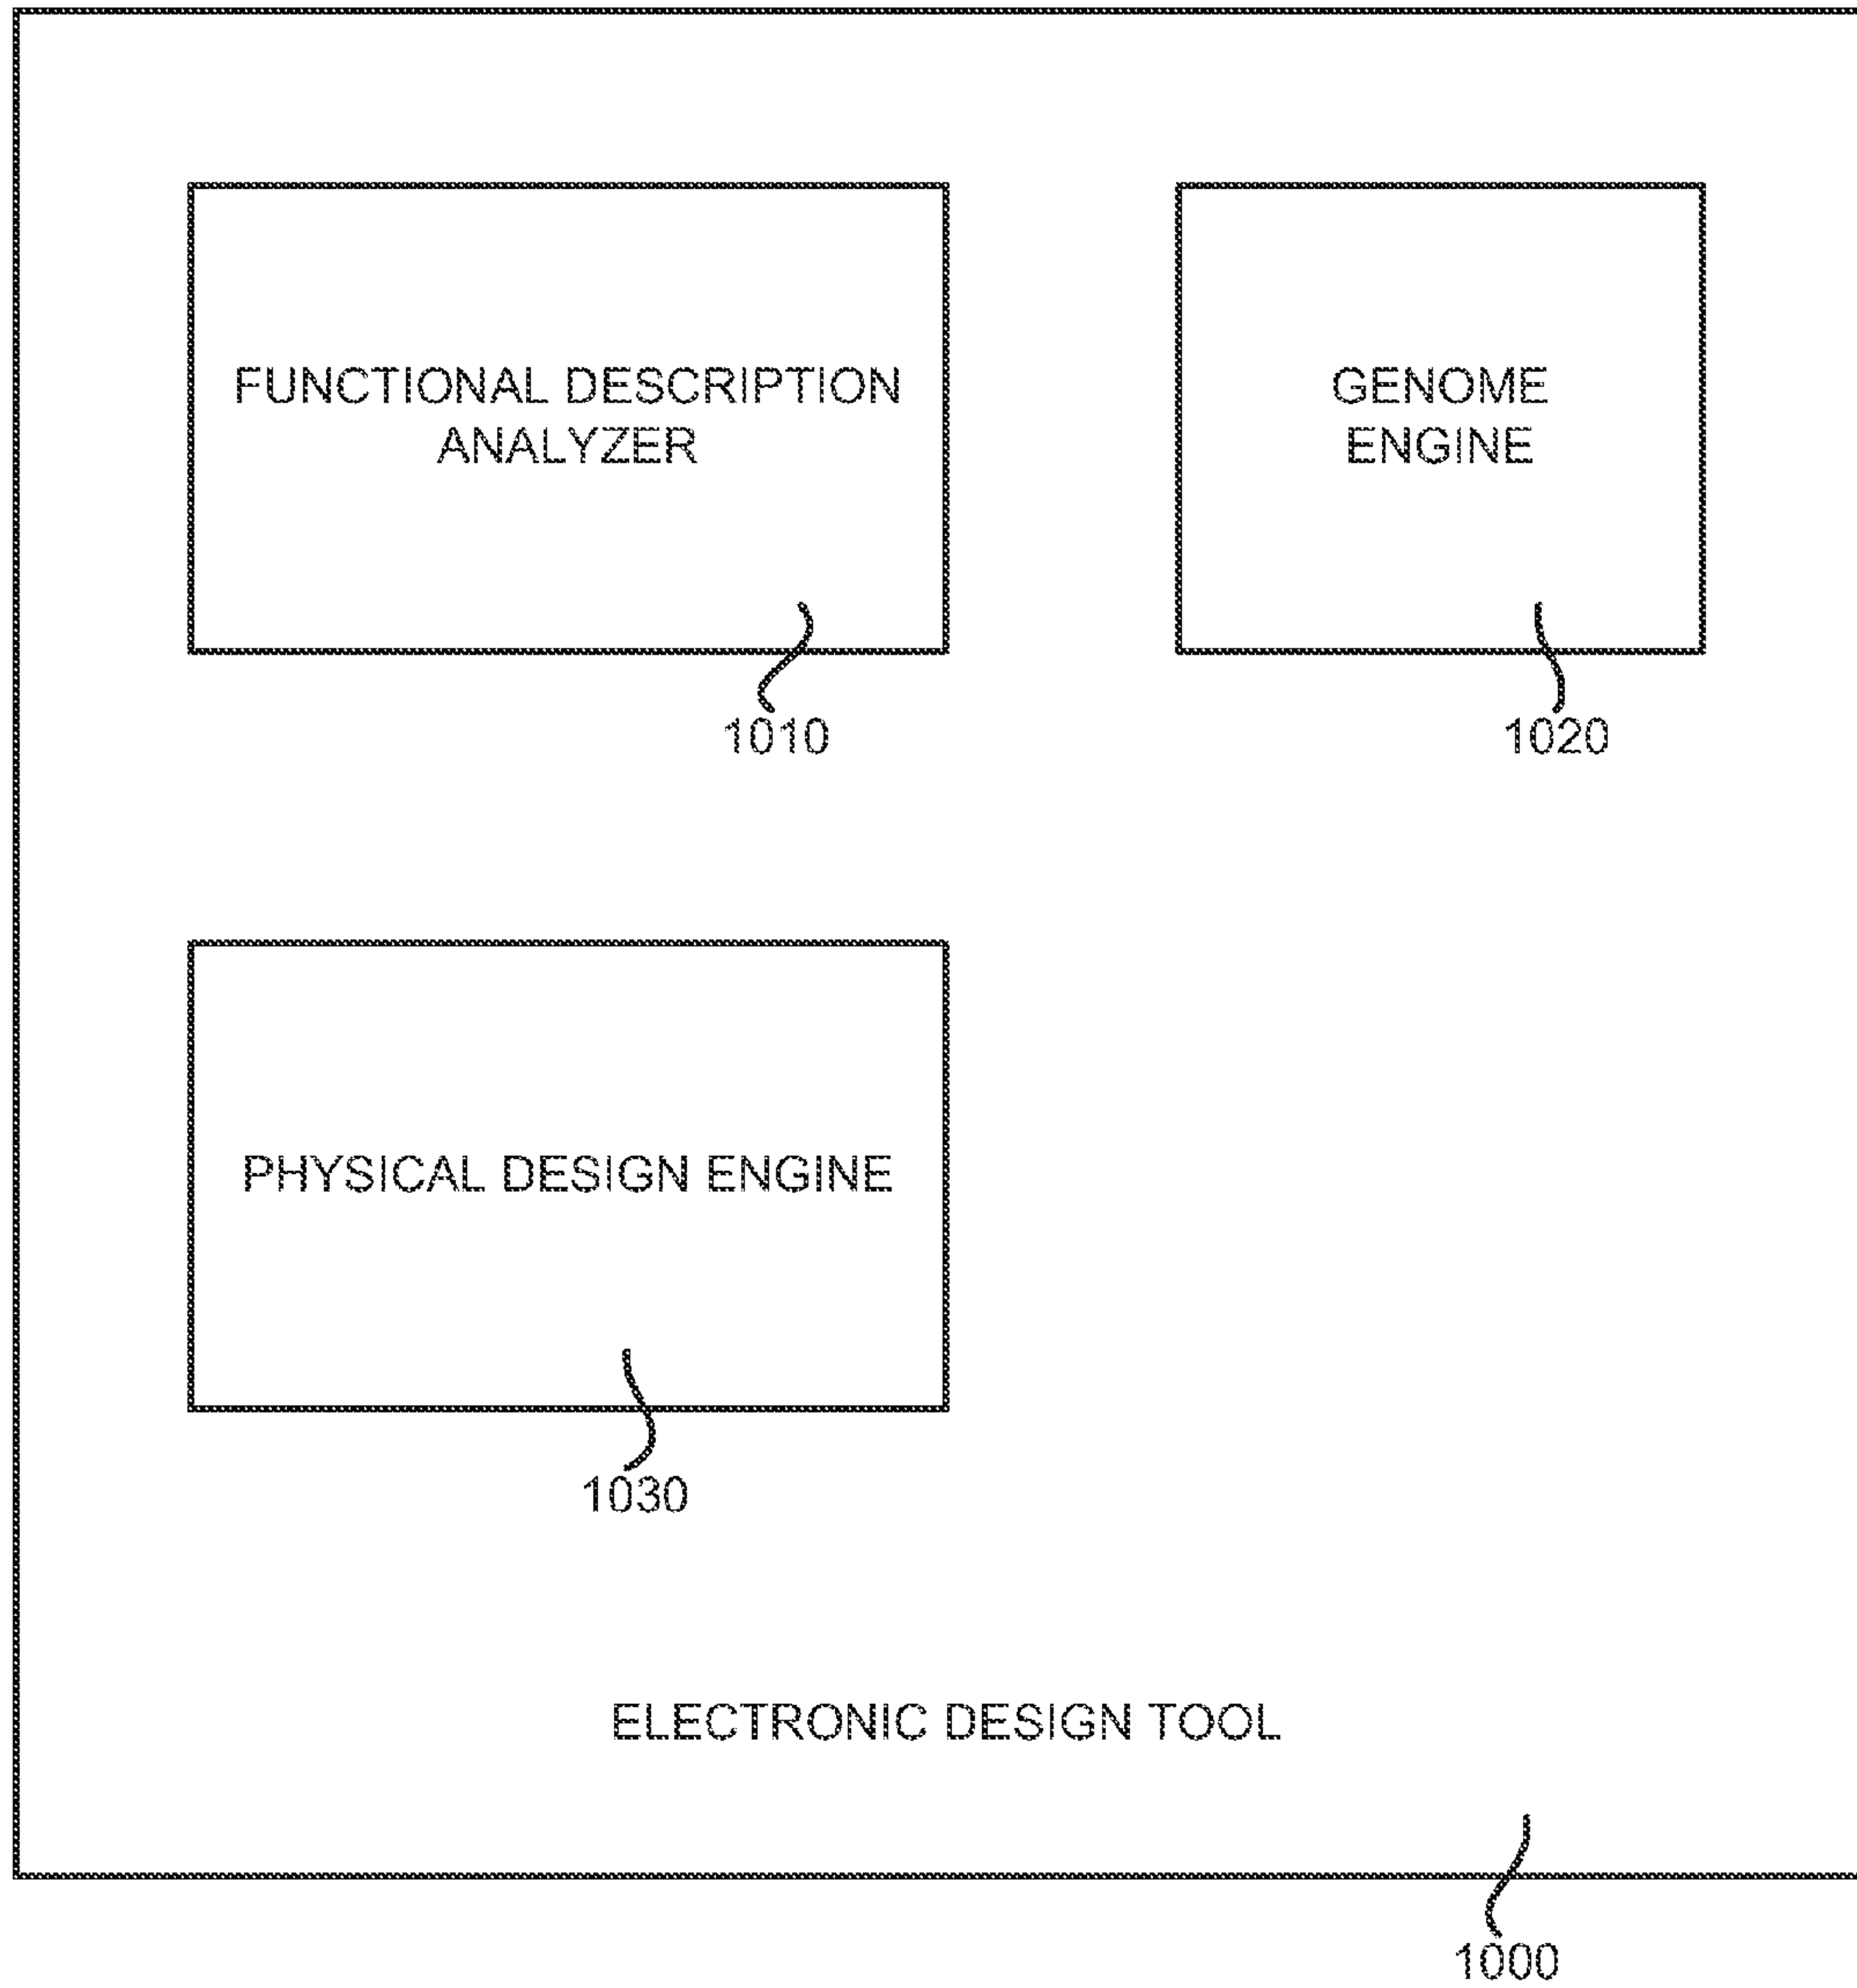 FUNCTIONAL DESCRIPTION
ANALYZER
GENOME
ENGINE
1010
1020
PHYSICAL DESIGN ENGINE
1030
ELECTRONIC DESIGN TOOL
1000